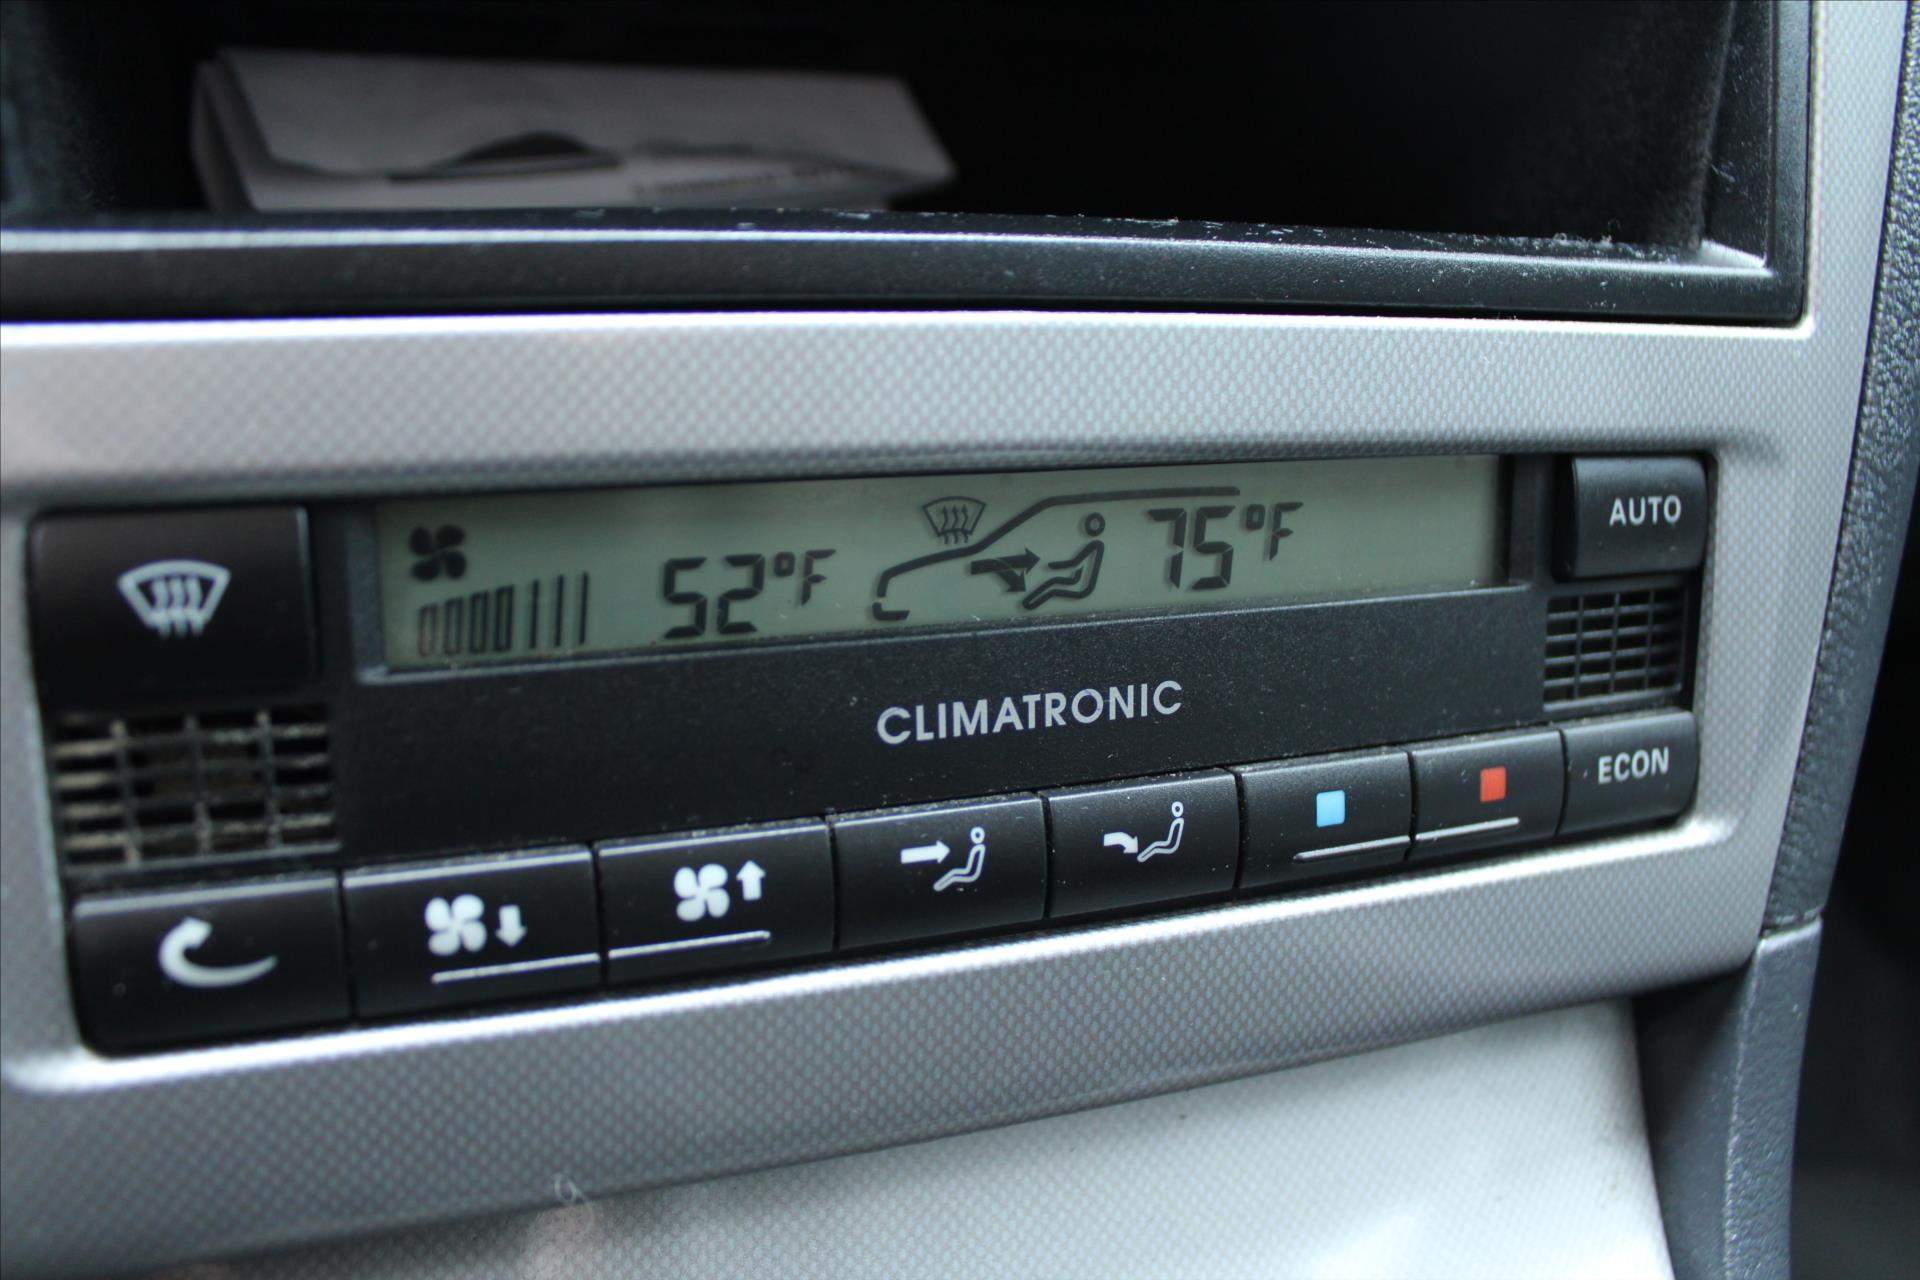 52°F 75°F
AUTO
CLIMATRONIC
ECON